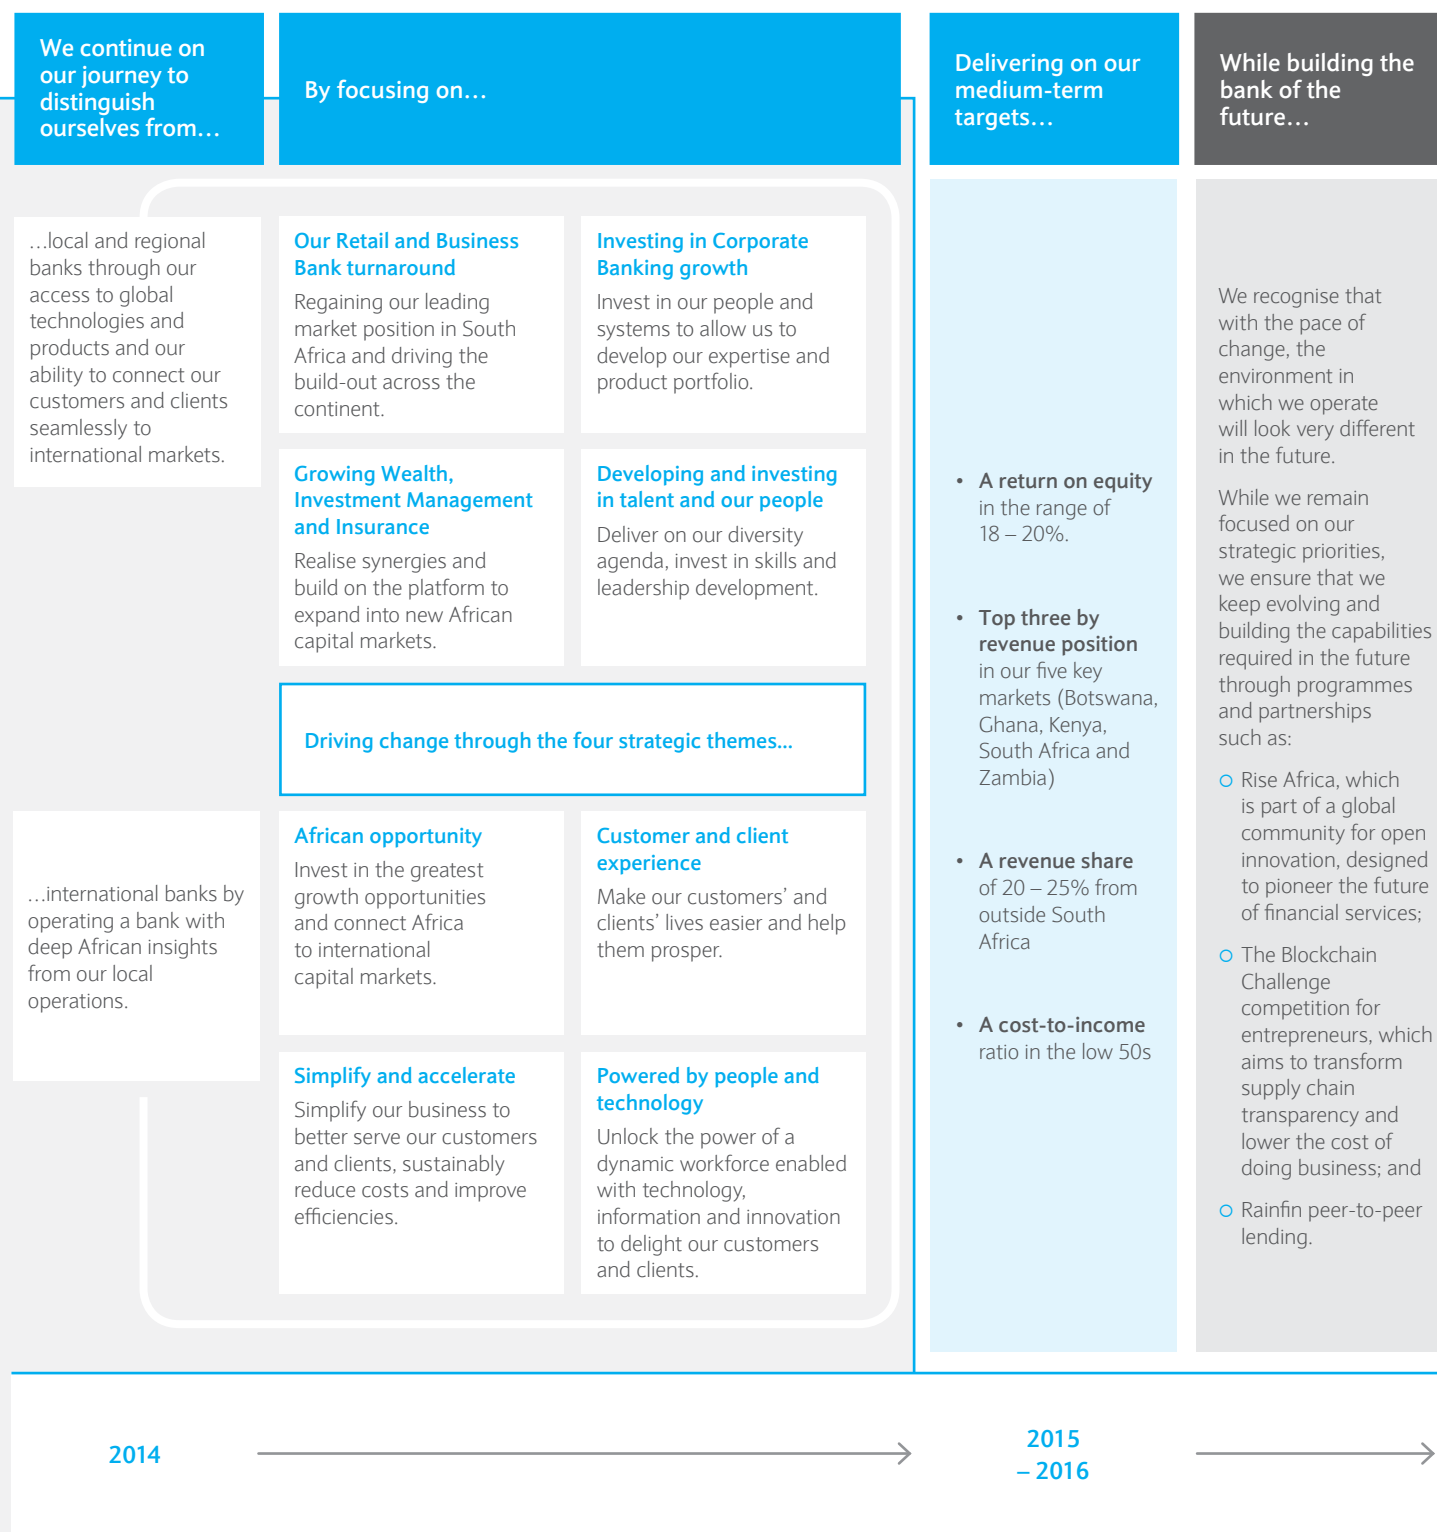 We continue on
our journey to
distinguish
ourselves from…
By focusing on…
Delivering on our
medium-term
targets…
While building the
bank of the
future…
…local and regional
banks through our
access to global
technologies and
products and our
ability to connect our
customers and clients
seamlessly to
international markets.
…international banks by
operating a bank with
deep African insights
from our local
operations.
Our Retail and Business
Bank turnaround
Regaining our leading
market position in South
Africa and driving the
build-out across the
continent.
Investing in Corporate
Banking growth
Invest in our people and
systems to allow us to
develop our expertise and
product portfolio.
Growing Wealth,
Investment Management
and Insurance
Realise synergies and
build on the platform to
expand into new African
capital markets.
Developing and investing
in talent and our people
Deliver on our diversity
agenda, invest in skills and
leadership development.
Driving change through the four strategic themes...
African opportunity
Invest in the greatest
growth opportunities
and connect Africa
to international
capital markets.
Customer and client
experience
Make our customers’ and
clients’ lives easier and help
them prosper.
Simplify and accelerate
Simplify our business to
better serve our customers
and clients, sustainably
reduce costs and improve
efficiencies.
Powered by people and
technology
Unlock the power of a
dynamic workforce enabled
with technology,
information and innovation
to delight our customers
and clients.
• A return on equity
in the range of
18 – 20%.
• Top three by
revenue position
in our five key
markets (Botswana,
Ghana, Kenya,
South Africa and
Zambia)
• A revenue share
of 20 – 25% from
outside South
Africa
• A cost-to-income
ratio in the low 50s
We recognise that
with the pace of
change, the
environment in
which we operate
will look very different
in the future.
While we remain
focused on our
strategic priorities,
we ensure that we
keep evolving and
building the capabilities
required in the future
through programmes
and partnerships
such as:
Rise Africa, which
is part of a global
community for open
innovation, designed
to pioneer the future
of financial services;
The Blockchain
Challenge
competition for
entrepreneurs, which
aims to transform
supply chain
transparency and
lower the cost of
doing business; and
Rainfin peer-to-peer
lending.
2014
2015
– 2016